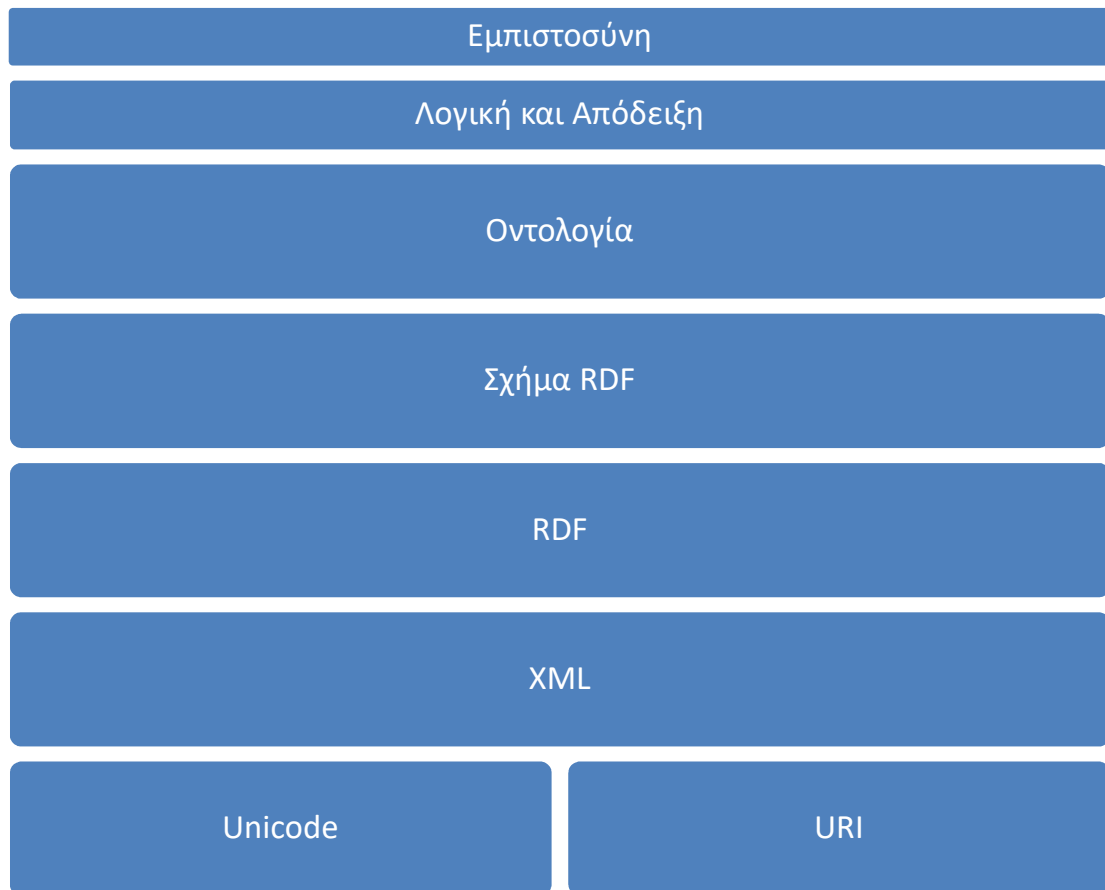 Εμπιστοσύνη
Λογική και Απόδειξη
Οντολογία
Σχήμα RDF
RDF
XML
Unicode
URI